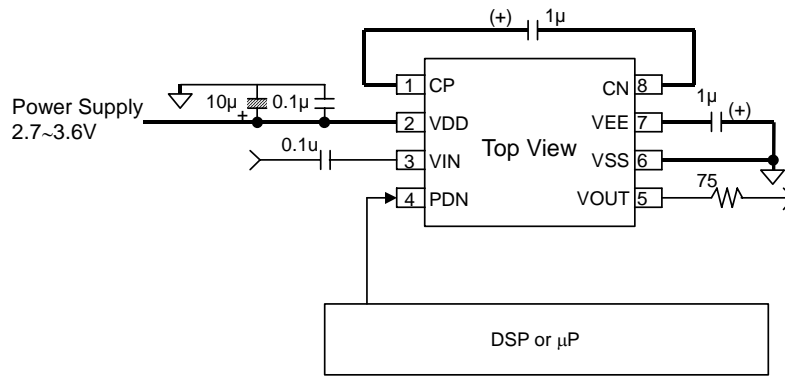 (+) 1µ
1 CP
CN 8
10µ 0.1µ
+
Power Supply
2.7~3.6V
2 VDD
1µ (+)
VEE 7
Top View
0.1u
3 VIN
VSS 6
4 PDN
VOUT 5
75
DSP or µP